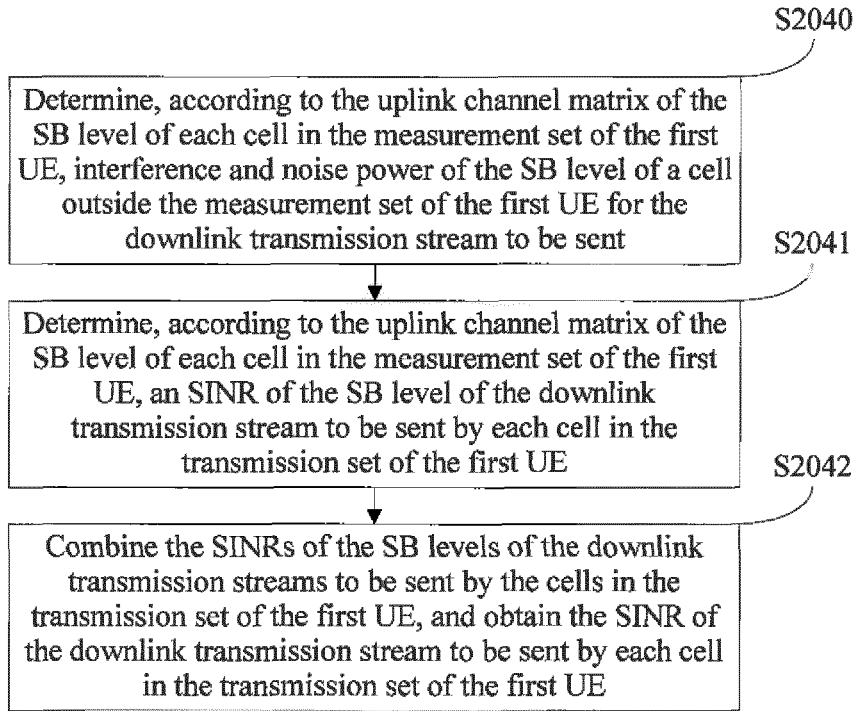 S2040
Determine, according to the uplink channel matrix of the
SB level of each cell in the measurement set of the first
UE, interference and noise power of the SB level of a cell
outside the measurement set of the first UE for the
downlink transmission stream to be sent
S2041
Determine, according to the uplink channel matrix of the
SB level of each cell in the measurement set of the first
UE, an SINR of the SB level of the downlink
transmission stream to be sent by each cell in the
transmission set of the first UE
S2042
Combine the SINRs of the SB levels of the downlink
transmission streams to be sent by the cells in the
transmission set of the first UE, and obtain the SINR of
the downlink transmission stream to be sent by each cell
in the transmission set of the first UE